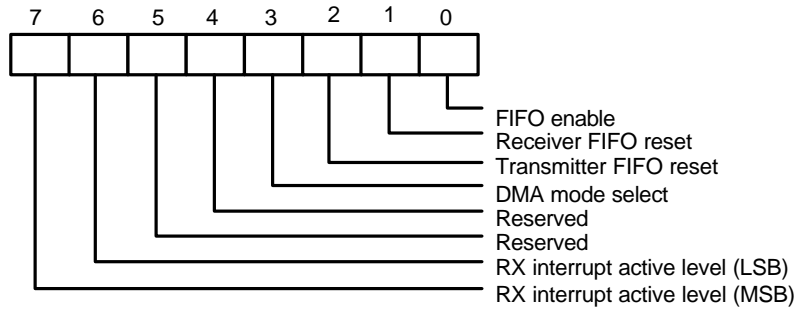 7 6 5 4 3 2 1 0
FIFO enable
Receiver FIFO reset
Transmitter FIFO reset
DMA mode select
Reserved
Reserved
RX interrupt active level (LSB)
RX interrupt active level (MSB)